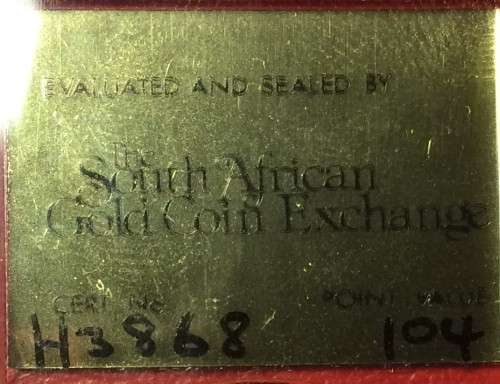 EVALUATED AND SEALED BY
The
South African
Gold Coin Exchange
CERT. No. POINT VALUE
H3868 104